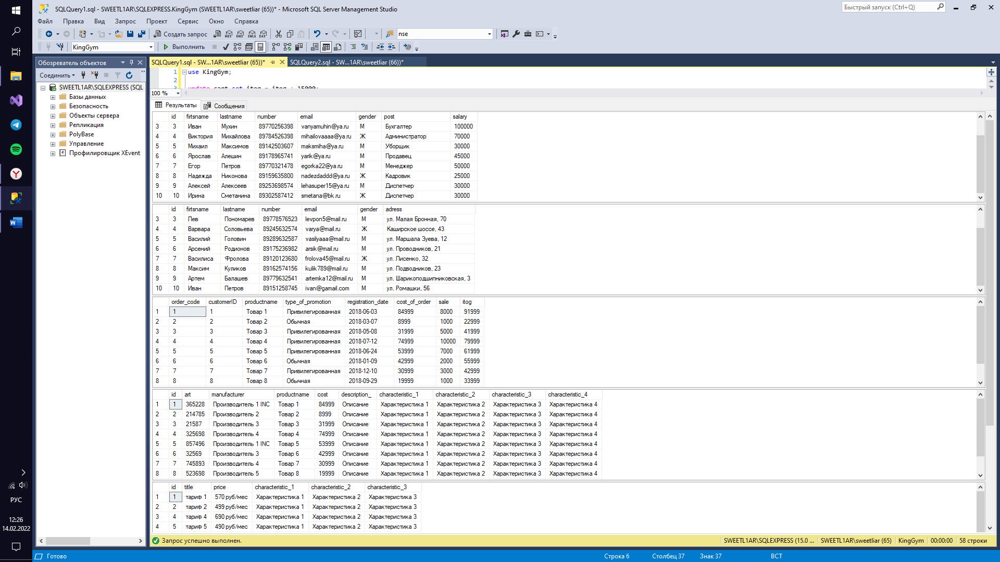 SQLQuery1.sql - SWEETL1AR\SQLEXPRESS.KingGym (SWEETL1AR\sweetliar (65))* - Microsoft SQL Server Management Studio
Быстрый запуск (Ctrl+Q)
Файл Правка Вид Запрос Проект Сервис Окно Справка
Создать запрос MDX DMX XMLA DAX nse
KingGym Выполнить
Обозреватель объектов
Соединить
SWEETL1AR\SQLEXPRESS (SQL
Базы данных
Безопасность
Объекты сервера
Репликация
PolyBase
Управление
Профилировщик XEvent
SQLQuery1.sql - SW...1AR\sweetliar (65))* SQLQuery2.sql - SW...1AR\sweetliar (66))*
1 use KingGym;
2
3 update cart set itog = itog + 15000;
100 %
Результаты Сообщения
id firtsname lastname number email gender post salary
3 3 Иван Мухин 89770256398 vanyamuhin@ya.ru М Бухгалтер 100000
4 4 Виктория Михайлова 89784526398 mihailovaaaa@ya.ru Ж Администратор 70000
5 5 Михаил Максимов 89142503607 maksmiha@ya.ru М Уборщик 30000
6 6 Ярослав Алешин 89178965741 yarik@ya.ru М Продавец 45000
7 7 Егор Петров 89770321478 egorka22@ya.ru М Менеджер 50000
8 8 Надежда Никонова 89159635800 nadezdaddd@ya.ru Ж Кадровик 25000
9 9 Алексей Алексеев 89253698574 lehasuper15@ya.ru М Диспетчер 30000
10 10 Ирина Сметанина 89302587412 smetana@bk.ru Ж Диспетчер 30000
id firtsname lastname number email gender adress
3 3 Лев Пономарев 89778576523 levpon5@mail.ru М ул. Малая Бронная, 70
4 4 Варвара Соловьева 89245632574 varya@mail.ru Ж Каширское шоссе, 43
5 5 Василий Головин 89289632587 vasilyaaa@mail.ru М ул. Маршала Зуева, 12
6 6 Арсений Родионов 89175236982 arsik@mail.ru М ул. Проводников, 21
7 7 Василиса Фролова 89120123680 frolova45@mail.ru Ж ул. Лисенко, 32
8 8 Максим Куликов 89162574156 kulik789@mail.ru М ул. Подводников, 23
9 9 Артем Балашев 89779632541 artemka12@mail.ru М ул. Шарикоподшипниковская, 3
10 10 Иван Петров 89151258745 ivan@gamail.com М ул. Ромашки, 56
order_code customerID productname type_of_promotion registration_date cost_of_order sale itog
1 1 1 Товар 1 Привилегированная 2018-06-03 84999 8000 91999
2 2 2 Товар 2 Обычная 2018-03-07 8999 1000 22999
3 3 3 Товар 3 Привилегированная 2018-05-08 31999 5000 41999
4 4 4 Товар 4 Привилегированная 2018-07-12 74999 10000 79999
5 5 5 Товар 5 Привилегированная 2018-06-24 53999 7000 61999
6 6 6 Товар 6 Обычная 2018-01-09 42999 2000 55999
7 7 7 Товар 7 Привилегированная 2018-12-10 30999 3000 42999
8 8 8 Товар 8 Обычная 2018-09-29 19999 1000 33999
id art manufacturer productname cost description_ characteristic_1 characteristic_2 characteristic_3 characteristic_4
1 1 365228 Производитель 1 INC Товар 1 84999 Описание Характеристика 1 Характеристика 2 Характеристика 3 Характеристика 4
2 2 214785 Производитель 2 Товар 2 8999 Описание Характеристика 1 Характеристика 2 Характеристика 3 Характеристика 4
3 3 21587 Производитель 3 Товар 3 31999 Описание Характеристика 1 Характеристика 2 Характеристика 3 Характеристика 4
4 4 325698 Производитель 4 Товар 4 74999 Описание Характеристика 1 Характеристика 2 Характеристика 3 Характеристика 4
5 5 857496 Производитель 1 INC Товар 5 53999 Описание Характеристика 1 Характеристика 2 Характеристика 3 Характеристика 4
6 6 32569 Производитель 3 Товар 6 42999 Описание Характеристика 1 Характеристика 2 Характеристика 3 Характеристика 4
7 7 745893 Производитель 4 Товар 7 30999 Описание Характеристика 1 Характеристика 2 Характеристика 3 Характеристика 4
8 8 523698 Производитель 5 Товар 8 19999 Описание Характеристика 1 Характеристика 2 Характеристика 3 Характеристика 4
id title price characteristic_1 characteristic_2 characteristic_3
1 1 тариф 1 570 руб/мес Характеристика 1 Характеристика 2 Характеристика 3
2 2 тариф 2 499 руб/мес Характеристика 1 Характеристика 2 Характеристика 3
3 4 тариф 4 690 руб/мес Характеристика 1 Характеристика 2 Характеристика 3
4 5 тариф 5 490 руб/мес Характеристика 1 Характеристика 2 Характеристика 3
Запрос успешно выполнен. SWEETL1AR\SQLEXPRESS (15.0 ... SWEETL1AR\sweetliar (65) KingGym 00:00:00 58 строки
Готово Строка 6 Столбец 37 Знак 37 ВСТ
РУС
12:26
14.02.2022